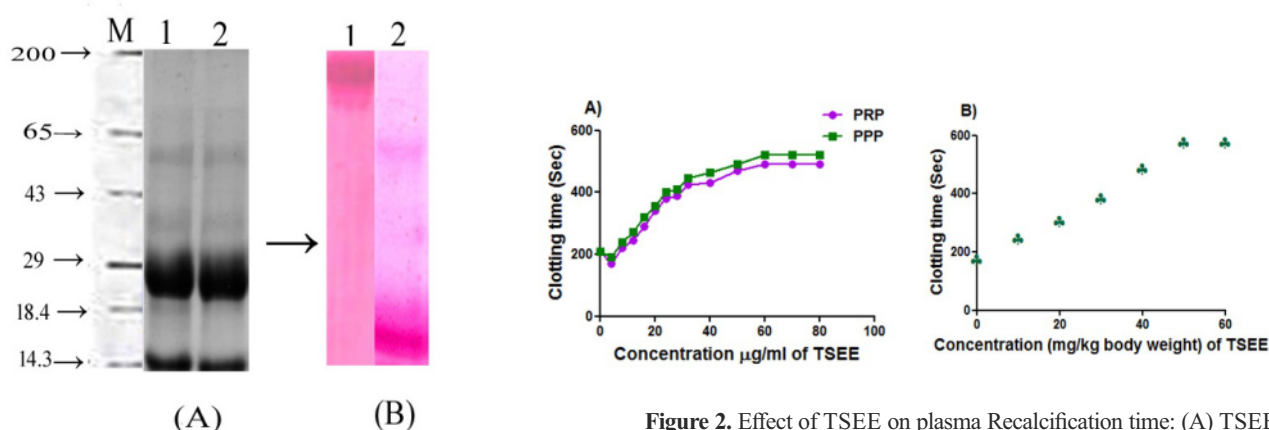 M 1 2
200
65
43
29
18.4
14.3
(A)
1 2
(B)
A)
PRP
PPP
600
400
200
0
Clotting time (Sec)
0 20 40 60 80 100
Concentration μg/ml of TSEE
B)
600
400
200
0
Clotting time (Sec)
0 20 40 60
Concentration (mg/kg body weight) of TSEE
Figure 2. Effect of TSEE on plasma Recalcification time: (A) TSEE